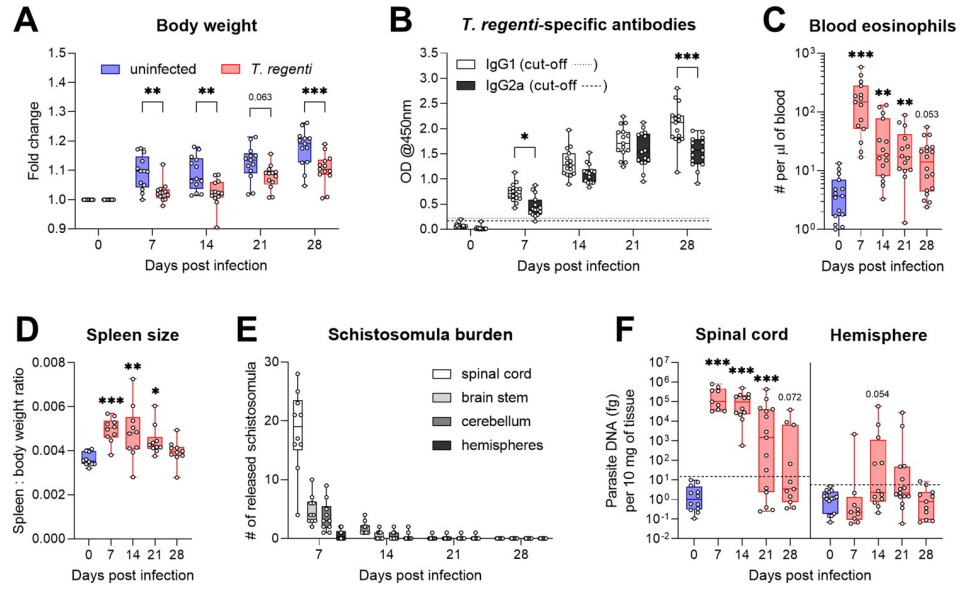 A
Body weight
Fold change
1.5
1.4
1.3
1.2
1.1
1.0
0.9
uninfected
T. regenti
**
**
0.063
***
0
7
14
21
28
Days post infection
B
T. regenti-specific antibodies
OD @450nm
3.5
3.0
2.5
2.0
1.5
1.0
0.5
0.0
IgG1 (cut-off ·········)
IgG2a (cut-off -----)
*
***
0
7
14
21
28
Days post infection
C
Blood eosinophils
# per µl of blood
10³
10²
10¹
10⁰
***
**
**
0.053
0
7
14
21
28
Days post infection
D
Spleen size
Spleen : body weight ratio
0.008
0.006
0.004
0.002
0.000
***
**
*
0
7
14
21
28
Days post infection
E
Schistosomula burden
# of released schistosomula
30
20
10
0
spinal cord
brain stem
cerebellum
hemispheres
7
14
21
28
Days post infection
F
Spinal cord
Hemisphere
Parasite DNA (fg)
per 10 mg of tissue
10⁷
10⁶
10⁵
10⁴
10³
10²
10¹
10⁰
10⁻¹
10⁻²
***
***
***
0.072
0.054
0
7
14
21
28
0
7
14
21
28
Days post infection